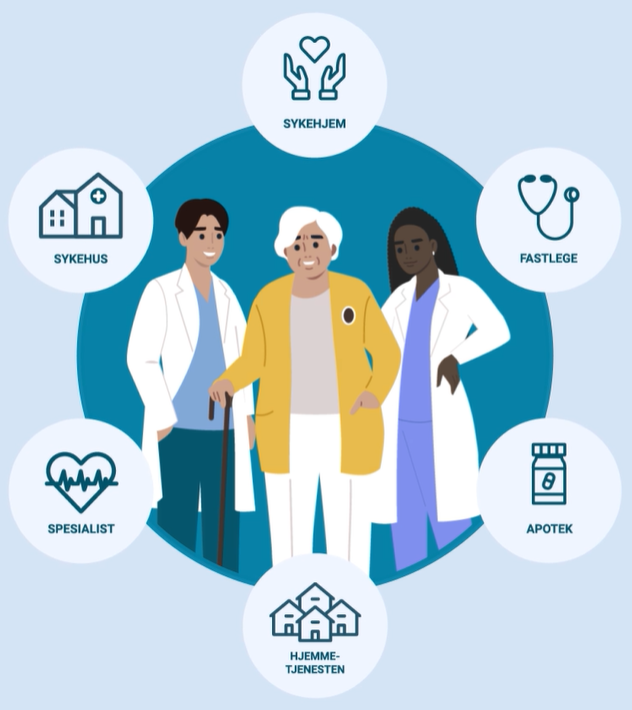 SYKEHJEM
SYKEHUS
FASTLEGE
SPESIALIST
APOTEK
HJEMME-
TJENESTEN